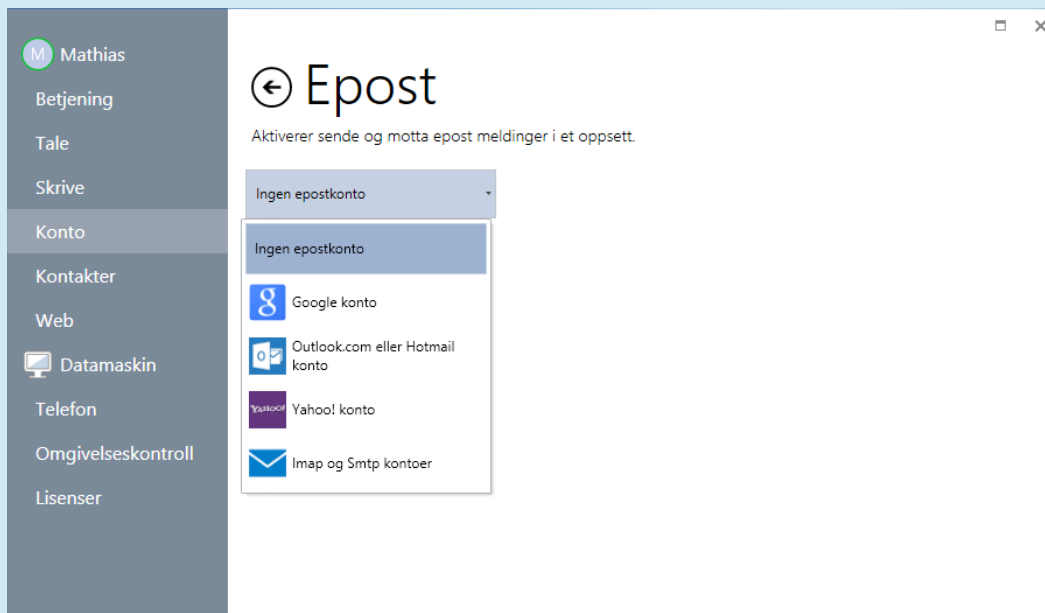 M Mathias
Betjening
Tale
Skrive
Konto
Kontakter
Web
Datamaskin
Telefon
Omgivelseskontroll
Lisenser
Epost
Aktiverer sende og motta epost meldinger i et oppsett.
Ingen epostkonto
Ingen epostkonto
g Google konto
o Outlook.com eller Hotmail
konto
YAHOO! Yahoo! konto
Imap og Smtp kontoer